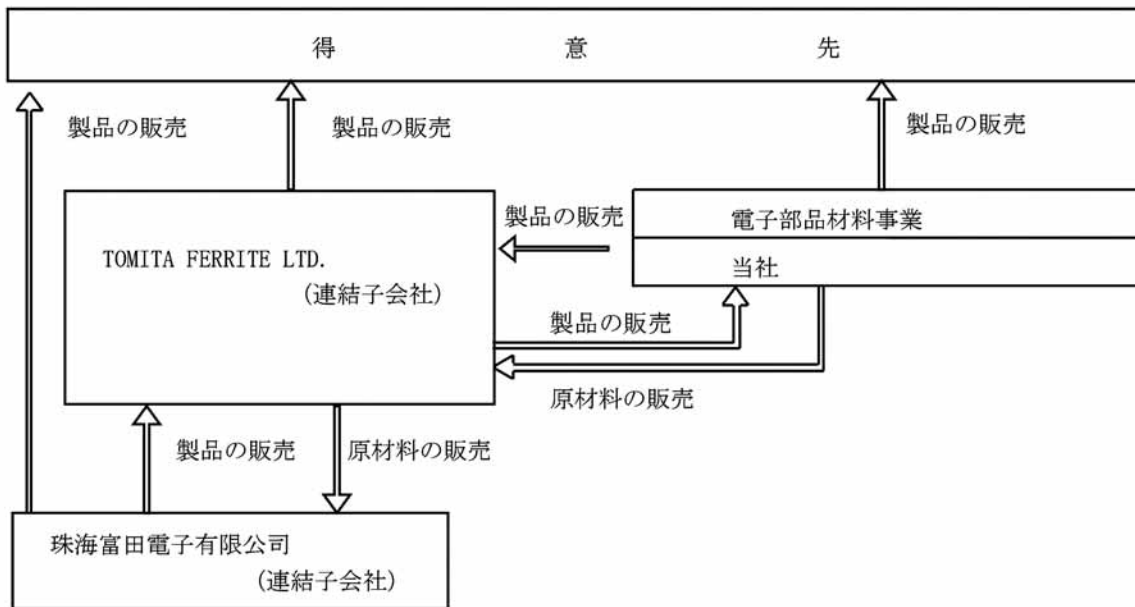 得意先
製品の販売
製品の販売
製品の販売
製品の販売
電子部品材料事業
当社
TOMITA FERRITE LTD.
(連結子会社)
製品の販売
原材料の販売
製品の販売
原材料の販売
珠海富田電子有限公司
(連結子会社)